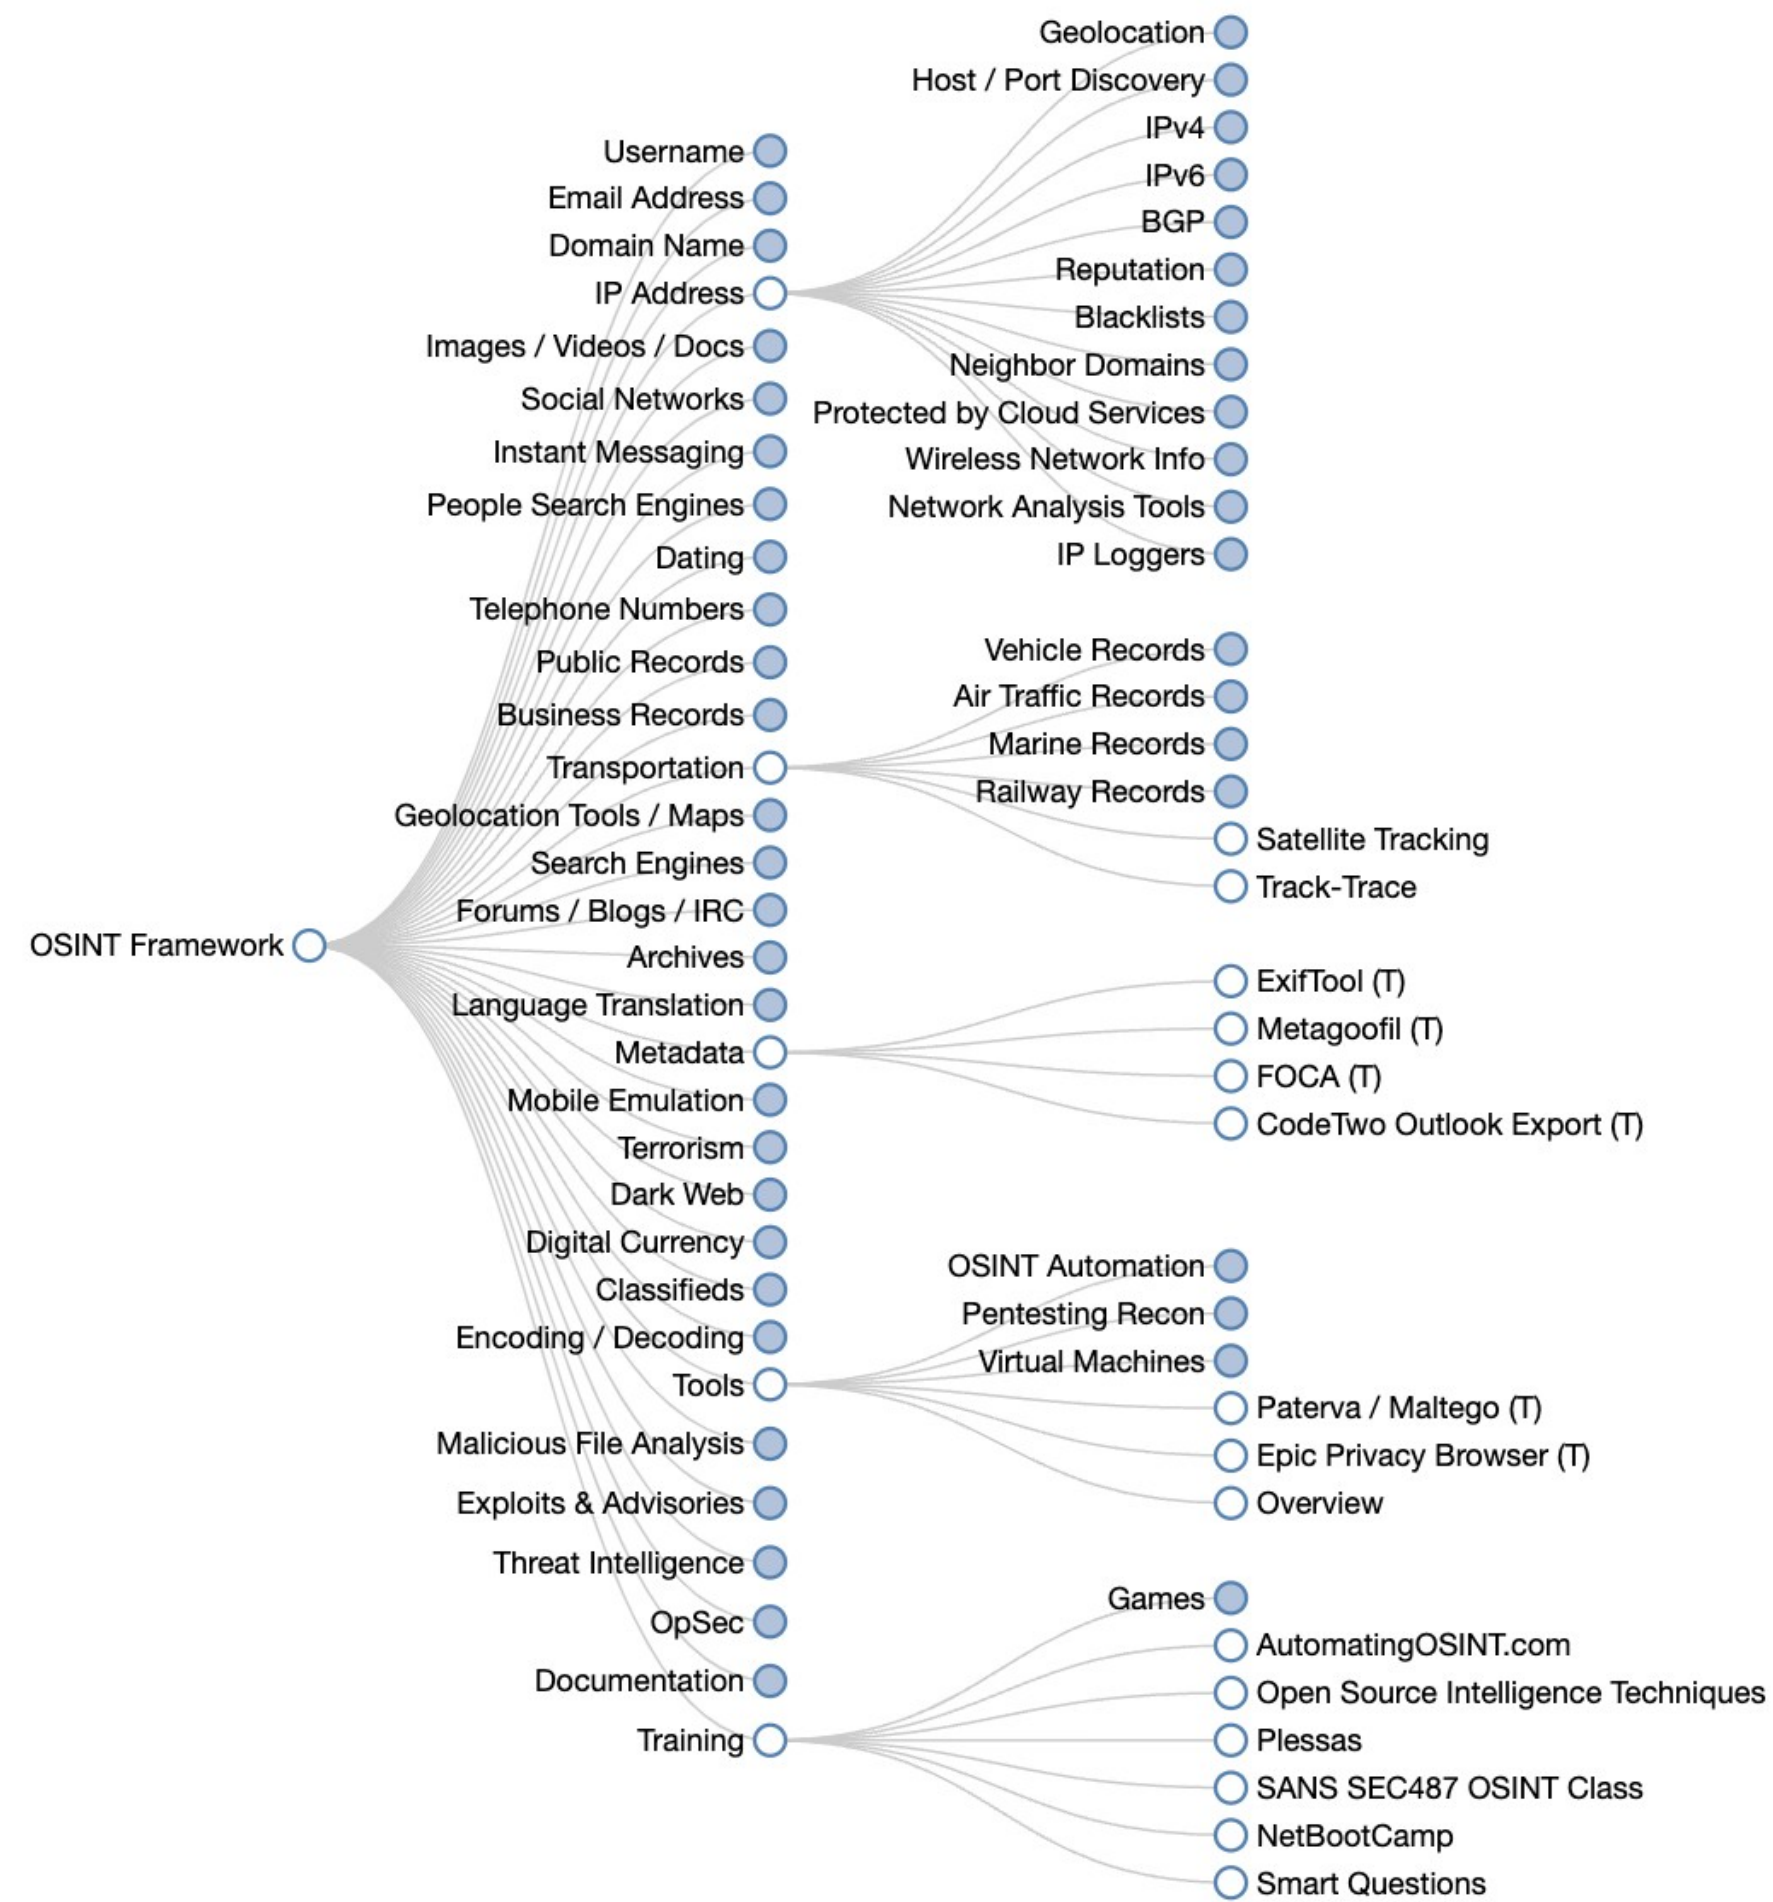 OSINT Framework
Username
Email Address
Domain Name
IP Address
Images / Videos / Docs
Social Networks
Instant Messaging
People Search Engines
Dating
Telephone Numbers
Public Records
Business Records
Transportation
Geolocation Tools / Maps
Search Engines
Forums / Blogs / IRC
Archives
Language Translation
Metadata
Mobile Emulation
Terrorism
Dark Web
Digital Currency
Classifieds
Encoding / Decoding
Tools
Malicious File Analysis
Exploits & Advisories
Threat Intelligence
OpSec
Documentation
Training
Geolocation
Host / Port Discovery
IPv4
IPv6
BGP
Reputation
Blacklists
Neighbor Domains
Protected by Cloud Services
Wireless Network Info
Network Analysis Tools
IP Loggers
Vehicle Records
Air Traffic Records
Marine Records
Railway Records
Satellite Tracking
Track-Trace
ExifTool (T)
Metagoofil (T)
FOCA (T)
CodeTwo Outlook Export (T)
OSINT Automation
Pentesting Recon
Virtual Machines
Paterva / Maltego (T)
Epic Privacy Browser (T)
Overview
Games
AutomatingOSINT.com
Open Source Intelligence Techniques
Plessas
SANS SEC487 OSINT Class
NetBootCamp
Smart Questions